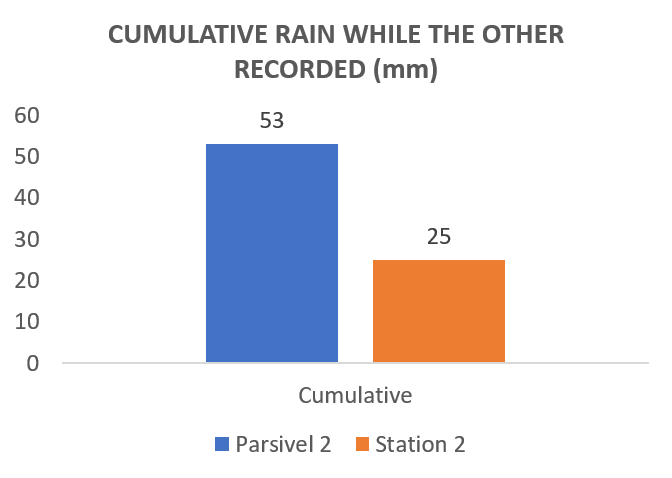 CUMULATIVE RAIN WHILE THE OTHER
RECORDED (mm)
60
50
40
30
20
10
0
53
25
Cumulative
Parsivel 2 Station 2